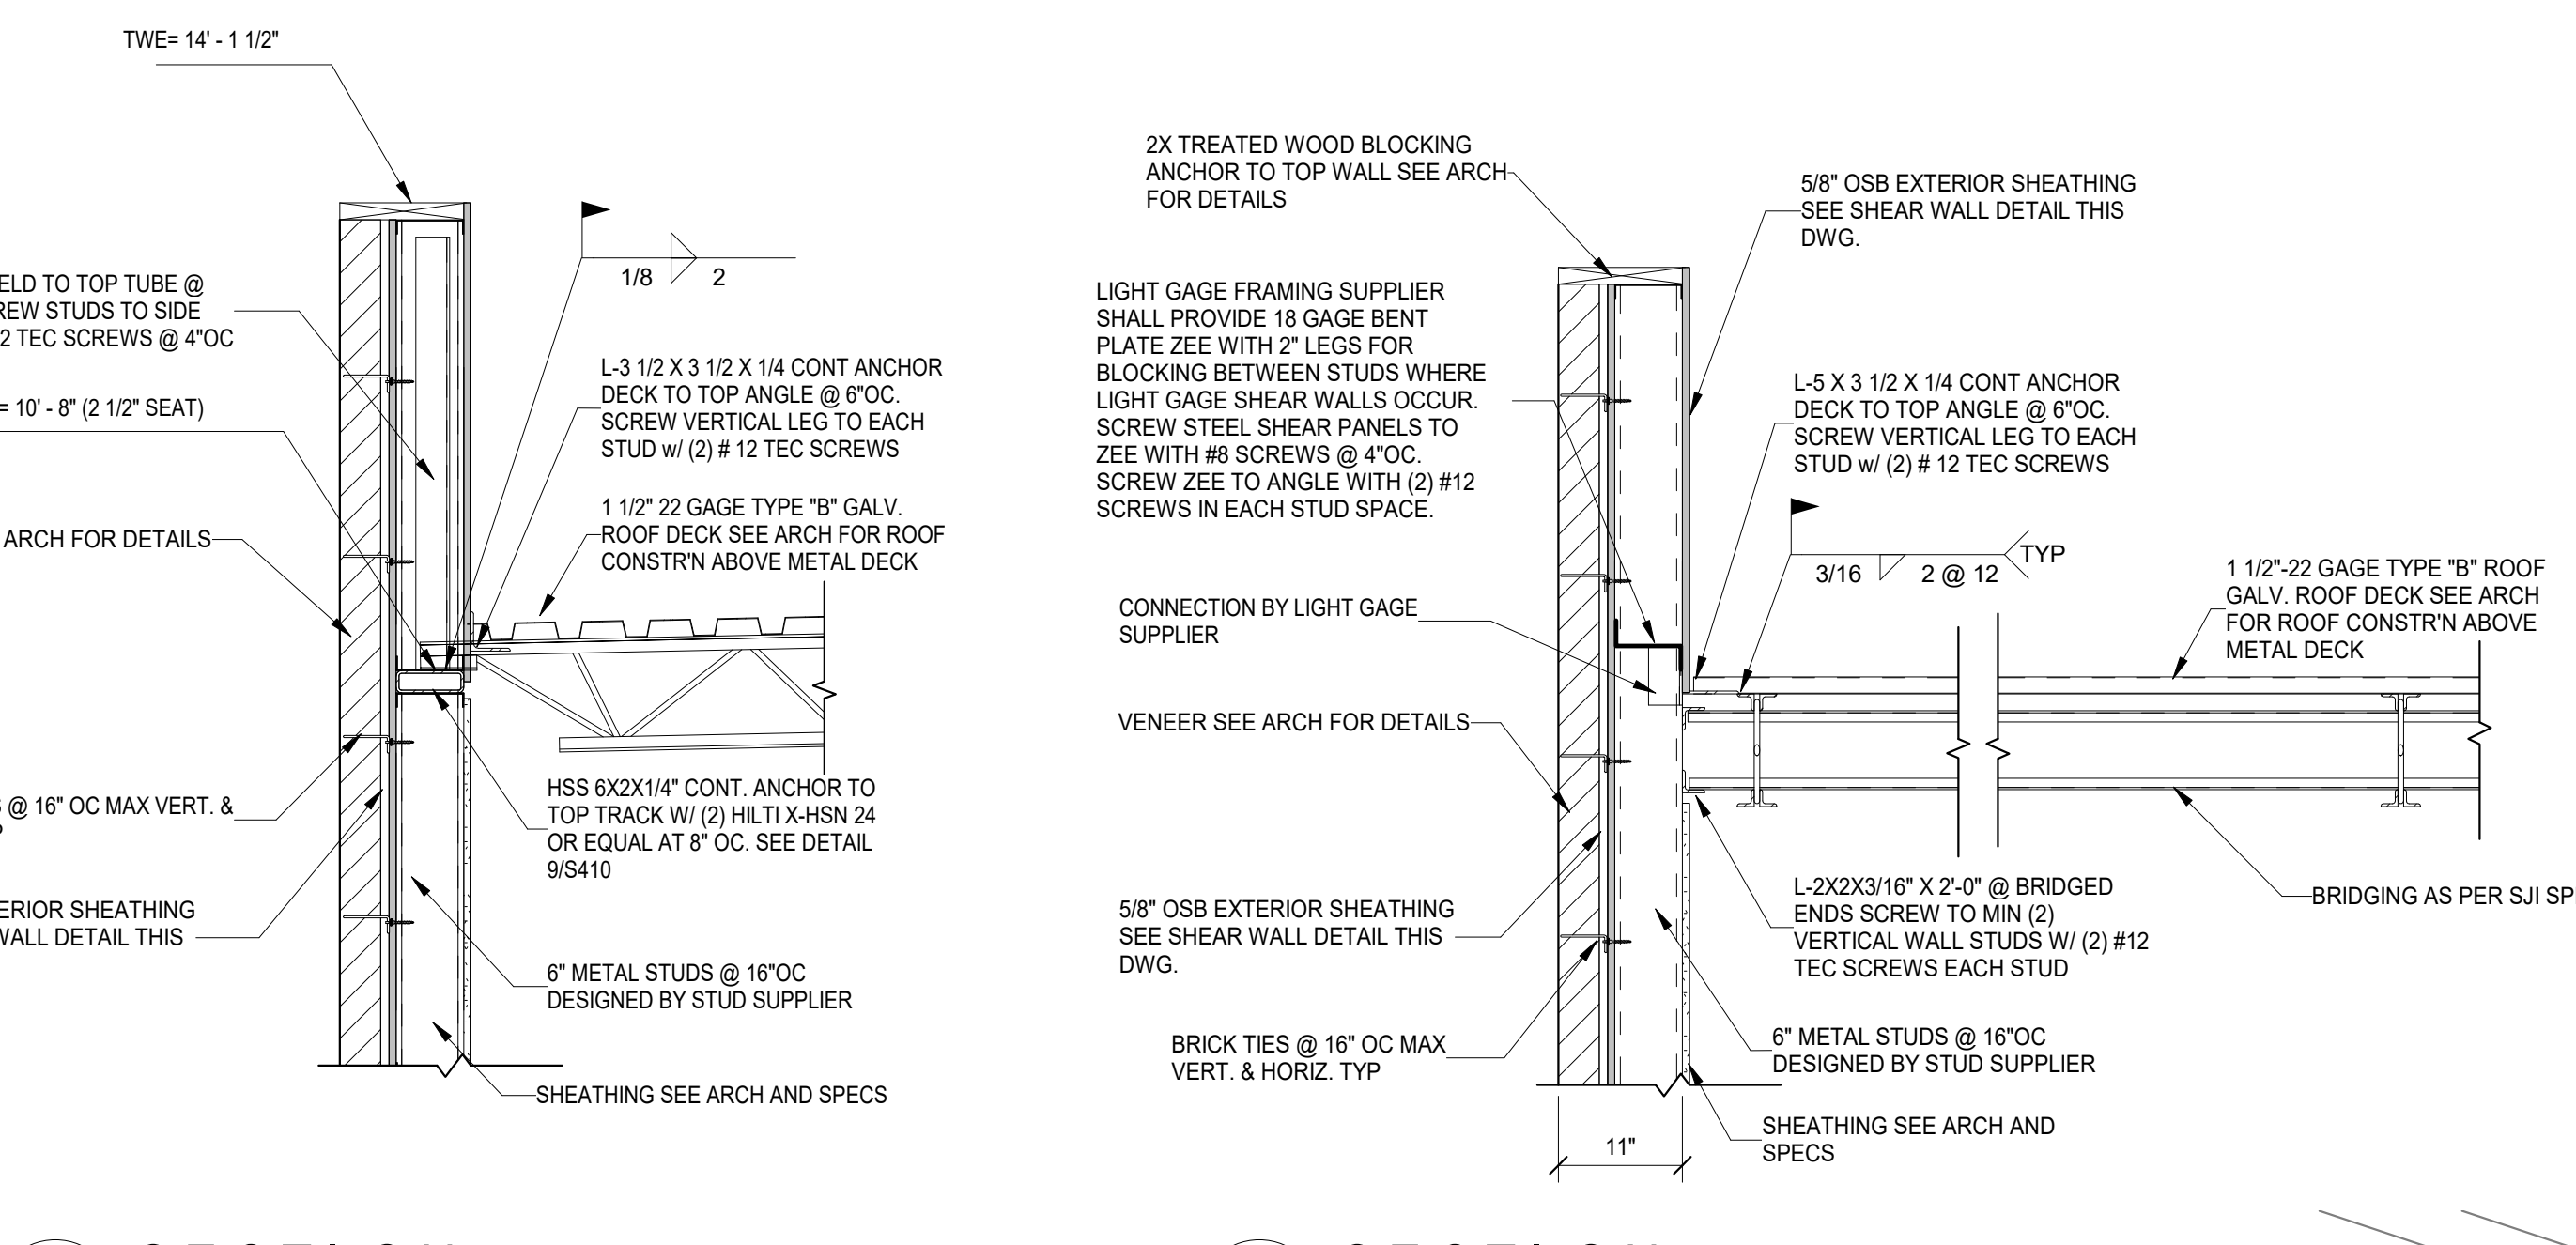 TWE= 14' - 1 1/2"
ELD TO TOP TUBE @
REW STUDS TO SIDE
2 TEC SCREWS @ 4"OC
= 10' - 8" (2 1/2" SEAT)
ARCH FOR DETAILS
@ 16" OC MAX VERT. &
ERIOR SHEATHING
WALL DETAIL THIS
1/8 2
L-3 1/2 X 3 1/2 X 1/4 CONT ANCHOR
DECK TO TOP ANGLE @ 6"OC.
SCREW VERTICAL LEG TO EACH
STUD w/ (2) # 12 TEC SCREWS
1 1/2" 22 GAGE TYPE "B" GALV.
ROOF DECK SEE ARCH FOR ROOF
CONSTR'N ABOVE METAL DECK
HSS 6X2X1/4" CONT. ANCHOR TO
TOP TRACK W/ (2) HILTI X-HSN 24
OR EQUAL AT 8" OC. SEE DETAIL
9/S410
6" METAL STUDS @ 16"OC
DESIGNED BY STUD SUPPLIER
SHEATHING SEE ARCH AND SPECS
2X TREATED WOOD BLOCKING
ANCHOR TO TOP WALL SEE ARCH
FOR DETAILS
LIGHT GAGE FRAMING SUPPLIER
SHALL PROVIDE 18 GAGE BENT
PLATE ZEE WITH 2" LEGS FOR
BLOCKING BETWEEN STUDS WHERE
LIGHT GAGE SHEAR WALLS OCCUR.
SCREW STEEL SHEAR PANELS TO
ZEE WITH #8 SCREWS @ 4"OC.
SCREW ZEE TO ANGLE WITH (2) #12
SCREWS IN EACH STUD SPACE.
CONNECTION BY LIGHT GAGE
SUPPLIER
VENEER SEE ARCH FOR DETAILS
5/8" OSB EXTERIOR SHEATHING
SEE SHEAR WALL DETAIL THIS
DWG.
BRICK TIES @ 16" OC MAX
VERT. & HORIZ. TYP
11"
5/8" OSB EXTERIOR SHEATHING
SEE SHEAR WALL DETAIL THIS
DWG.
L-5 X 3 1/2 X 1/4 CONT ANCHOR
DECK TO TOP ANGLE @ 6"OC.
SCREW VERTICAL LEG TO EACH
STUD w/ (2) # 12 TEC SCREWS
3/16 2 @ 12 TYP
1 1/2"-22 GAGE TYPE "B" ROOF
GALV. ROOF DECK SEE ARCH
FOR ROOF CONSTR'N ABOVE
METAL DECK
L-2X2X3/16" X 2'-0" @ BRIDGED
ENDS SCREW TO MIN (2)
VERTICAL WALL STUDS W/ (2) #12
TEC SCREWS EACH STUD
BRIDGING AS PER SJI SP
6" METAL STUDS @ 16"OC
DESIGNED BY STUD SUPPLIER
SHEATHING SEE ARCH AND
SPECS